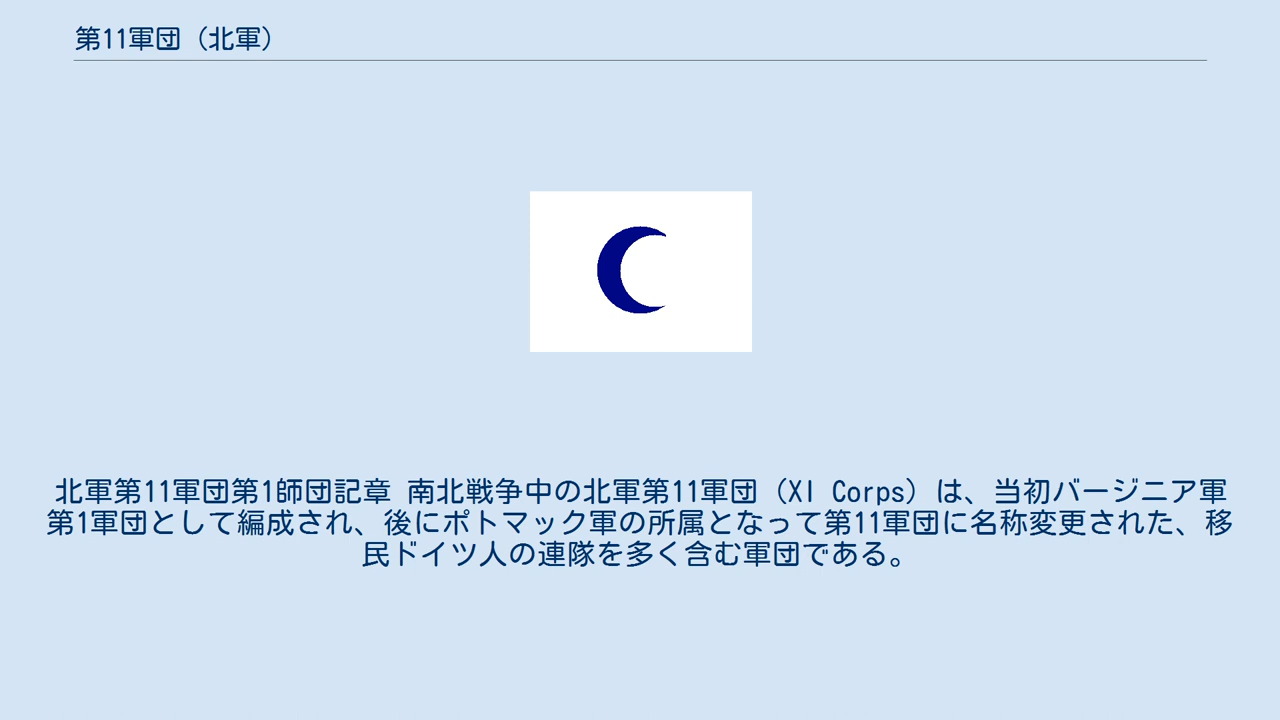 第11軍団（北軍）
北軍第11軍団第1師団記章 南北戦争中の北軍第11軍団（XI Corps）は、当初バージニア軍
第1軍団として編成され、後にポトマック軍の所属となって第11軍団に名称変更された、移
民ドイツ人の連隊を多く含む軍団である。